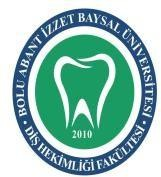 BOLU ABANT İZZET BAYSAL ÜNİVERSİTESİ
2010
• DİŞ HEKİMLİĞİ FAKÜLTESİ •